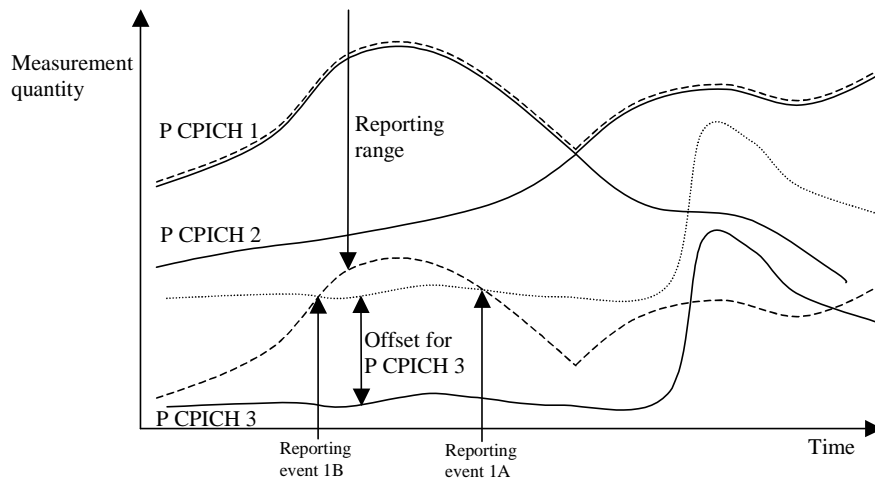 Measurement
quantity
P CPICH 1
Reporting
range
P CPICH 2
Offset for
P CPICH 3
P CPICH 3
Time
Reporting
event 1B
Reporting
event 1A